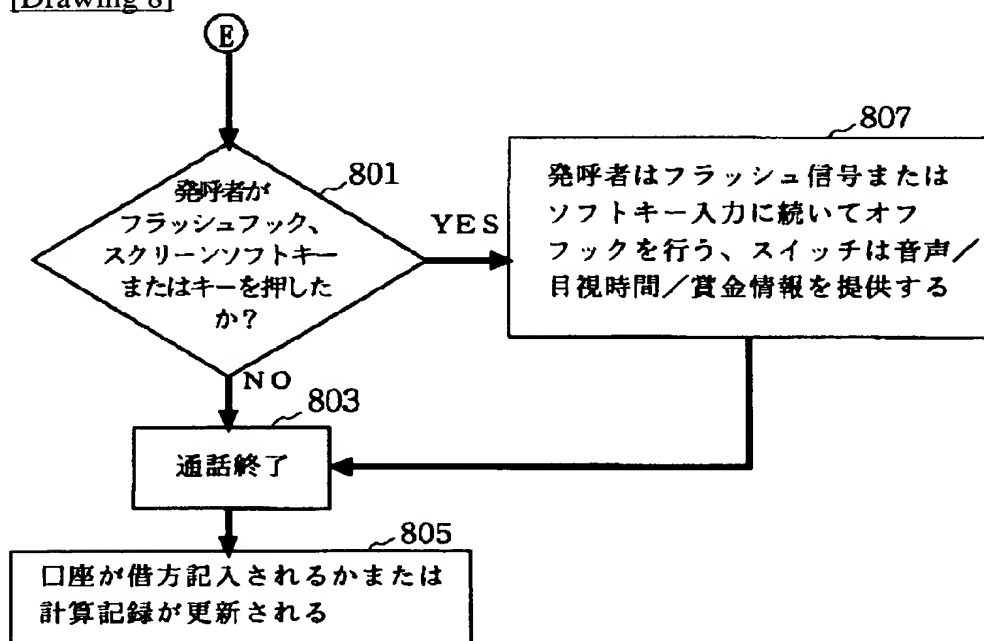 [Drawing 8]
E
801
発呼者が
フラッシュフック、
スクリーンソフトキー
またはキーを押した
か？
YES
807
発呼者はフラッシュ信号または
ソフトキー入力に続いてオフ
フックを行う、スイッチは音声／
目視時間／賞金情報を提供する
NO
803
通話終了
805
口座が借方記入されるかまたは
計算記録が更新される